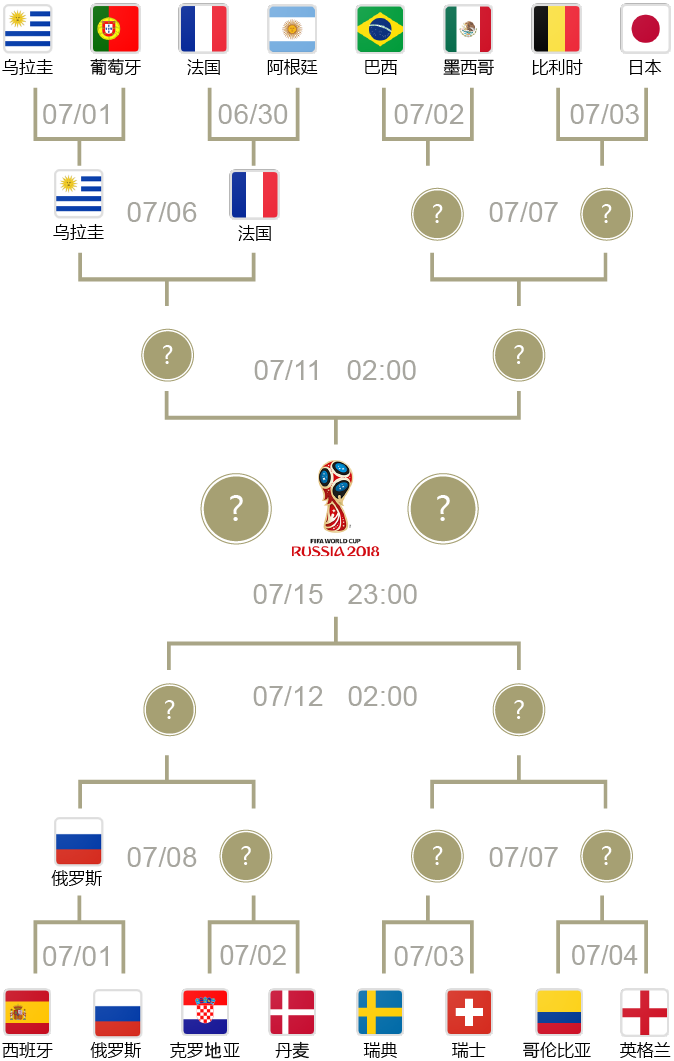 乌拉圭 葡萄牙 法国 阿根廷 巴西 墨西哥 比利时 日本
07/01 06/30 07/02 07/03
07/06 ? 07/07 ?
乌拉圭 法国
? ?
07/11 02:00
? ?
FIFA WORLD CUP
RUSSIA 2018
07/15 23:00
07/12 02:00
? ?
07/08 ? ? 07/07 ?
俄罗斯
07/01 07/02 07/03 07/04
西班牙 俄罗斯 克罗地亚 丹麦 瑞典 瑞士 哥伦比亚 英格兰